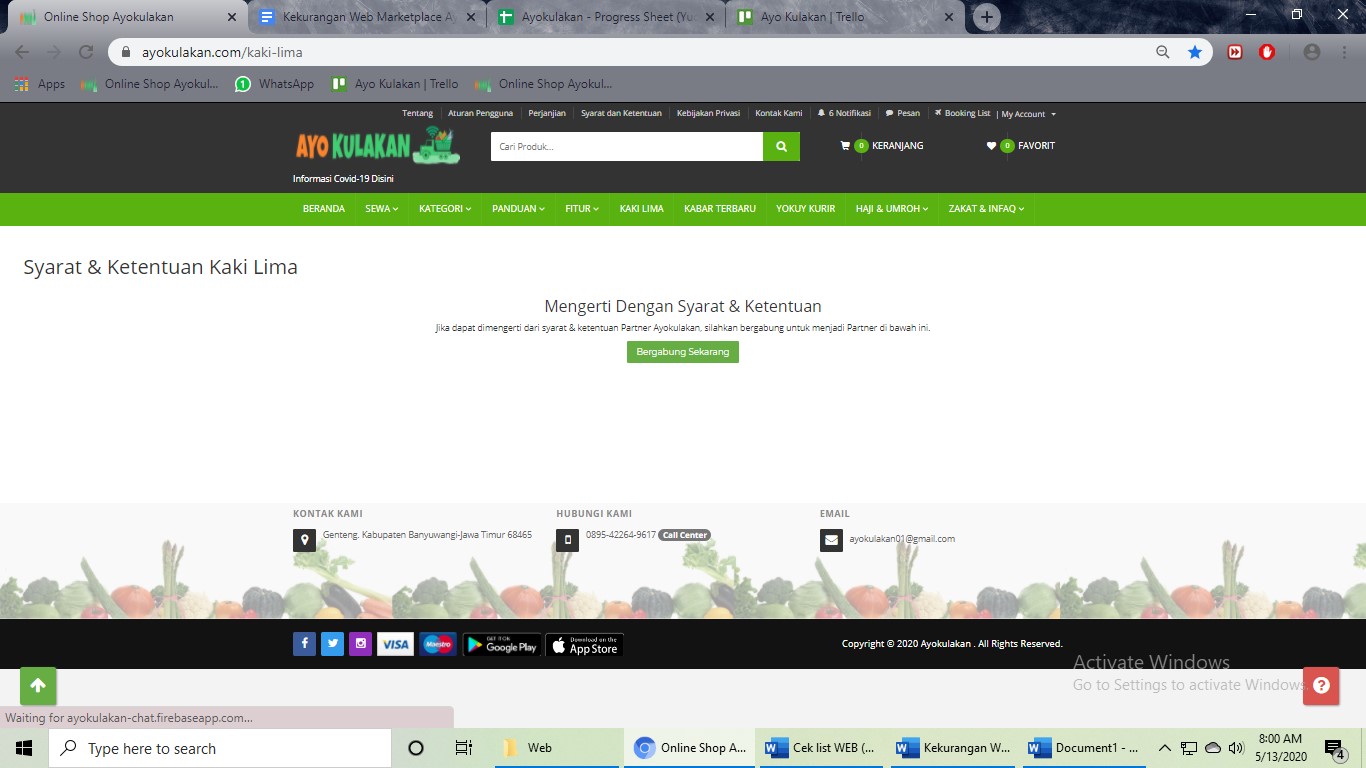 Online Shop Ayokulakan
Kekurangan Web Marketplace Ay
Ayokulakan - Progress Sheet (Yuc
Ayo Kulakan | Trello
ayokulakan.com/kaki-lima
Apps
Online Shop Ayokul...
WhatsApp
Ayo Kulakan | Trello
Online Shop Ayokul...
Tentang
Aturan Pengguna
Perjanjian
Syarat dan Ketentuan
Kebijakan Privasi
Kontak Kami
6 Notifikasi
Pesan
Booking List
| My Account
AYO KULAKAN
Cari Produk...
0 KERANJANG
0 FAVORIT
Informasi Covid-19 Disini
BERANDA
SEWA
KATEGORI
PANDUAN
FITUR
KAKI LIMA
KABAR TERBARU
YOKUY KURIR
HAJI & UMROH
ZAKAT & INFAQ
Syarat & Ketentuan Kaki Lima
Mengerti Dengan Syarat & Ketentuan
Jika dapat dimengerti dari syarat & ketentuan Partner Ayokulakan, silahkan bergabung untuk menjadi Partner di bawah ini.
Bergabung Sekarang
KONTAK KAMI
Genteng. Kabupaten Banyuwangi-Jawa Timur 68465
HUBUNGI KAMI
0895-42264-9617 Call Center
EMAIL
ayokulakan01@gmail.com
VISA
Maestro
GET IT ON
Google Play
Download on the
App Store
Copyright © 2020 Ayokulakan . All Rights Reserved.
Activate Windows
Go to Settings to activate Windows.
Waiting for ayokulakan-chat.firebaseapp.com...
Type here to search
Web
Online Shop A...
Cek list WEB (...
Kekurangan W...
Document1 - ...
8:00 AM
5/13/2020
4